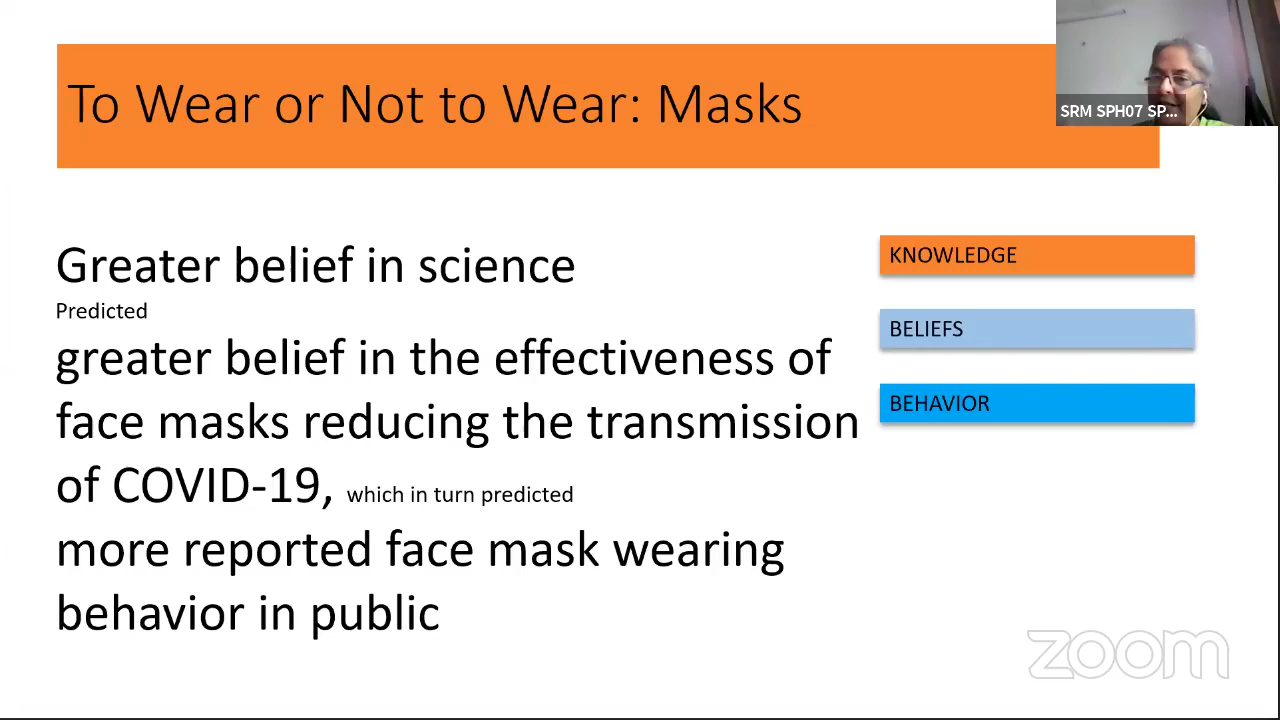 To Wear or Not to Wear: Masks
SRM SPH07 SP...
Greater belief in science
Predicted
greater belief in the effectiveness of
face masks reducing the transmission
of COVID-19, which in turn predicted
more reported face mask wearing
behavior in public
KNOWLEDGE
BELIEFS
BEHAVIOR
zoom